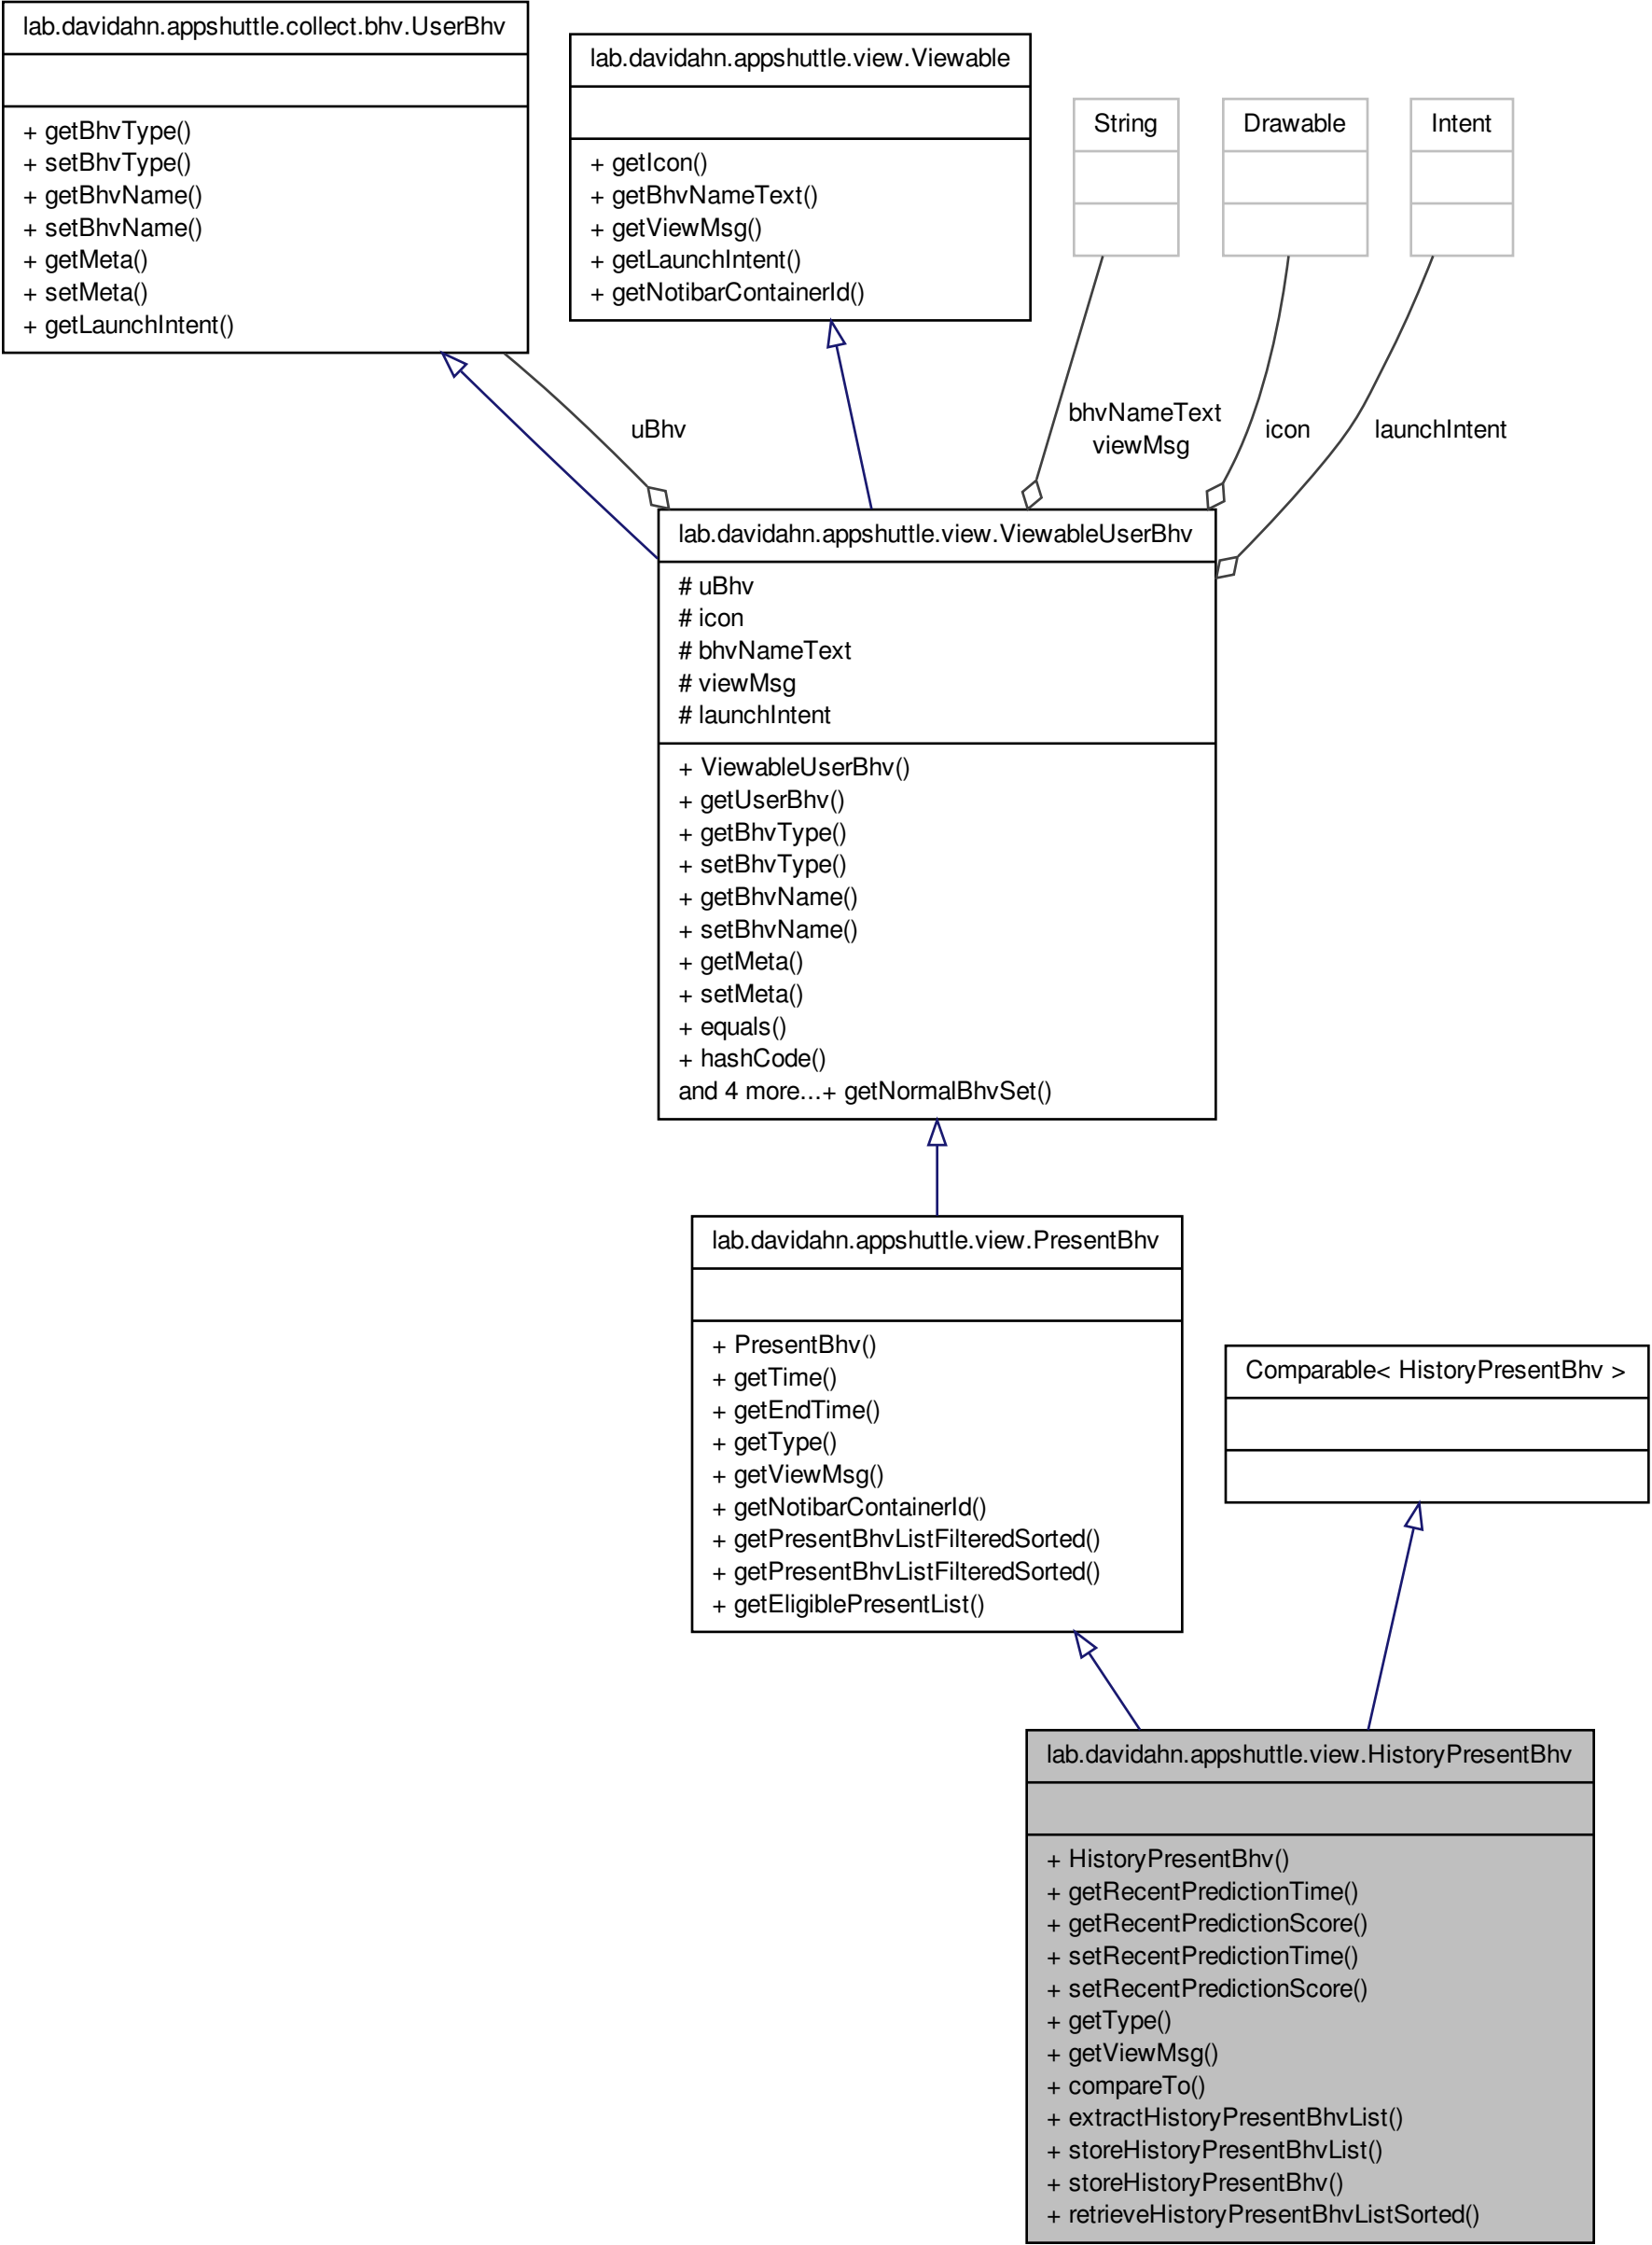 lab.davidahn.appshuttle.collect.bhv.UserBhv
+ getBhvType()
+ setBhvType()
+ getBhvName()
+ setBhvName()
+ getMeta()
+ setMeta()
+ getLaunchIntent()
lab.davidahn.appshuttle.view.Viewable
+ getIcon()
+ getBhvNameText()
+ getViewMsg()
+ getLaunchIntent()
+ getNotibarContainerId()
String
Drawable
Intent
uBhv
bhvNameText
viewMsg
icon
launchIntent
lab.davidahn.appshuttle.view.ViewableUserBhv
# uBhv
# icon
# bhvNameText
# viewMsg
# launchIntent
+ ViewableUserBhv()
+ getUserBhv()
+ getBhvType()
+ setBhvType()
+ getBhvName()
+ setBhvName()
+ getMeta()
+ setMeta()
+ equals()
+ hashCode()
and 4 more...+ getNormalBhvSet()
lab.davidahn.appshuttle.view.PresentBhv
+ PresentBhv()
+ getTime()
+ getEndTime()
+ getType()
+ getViewMsg()
+ getNotibarContainerId()
+ getPresentBhvListFilteredSorted()
+ getPresentBhvListFilteredSorted()
+ getEligiblePresentList()
Comparable< HistoryPresentBhv >
lab.davidahn.appshuttle.view.HistoryPresentBhv
+ HistoryPresentBhv()
+ getRecentPredictionTime()
+ getRecentPredictionScore()
+ setRecentPredictionTime()
+ setRecentPredictionScore()
+ getType()
+ getViewMsg()
+ compareTo()
+ extractHistoryPresentBhvList()
+ storeHistoryPresentBhvList()
+ storeHistoryPresentBhv()
+ retrieveHistoryPresentBhvListSorted()